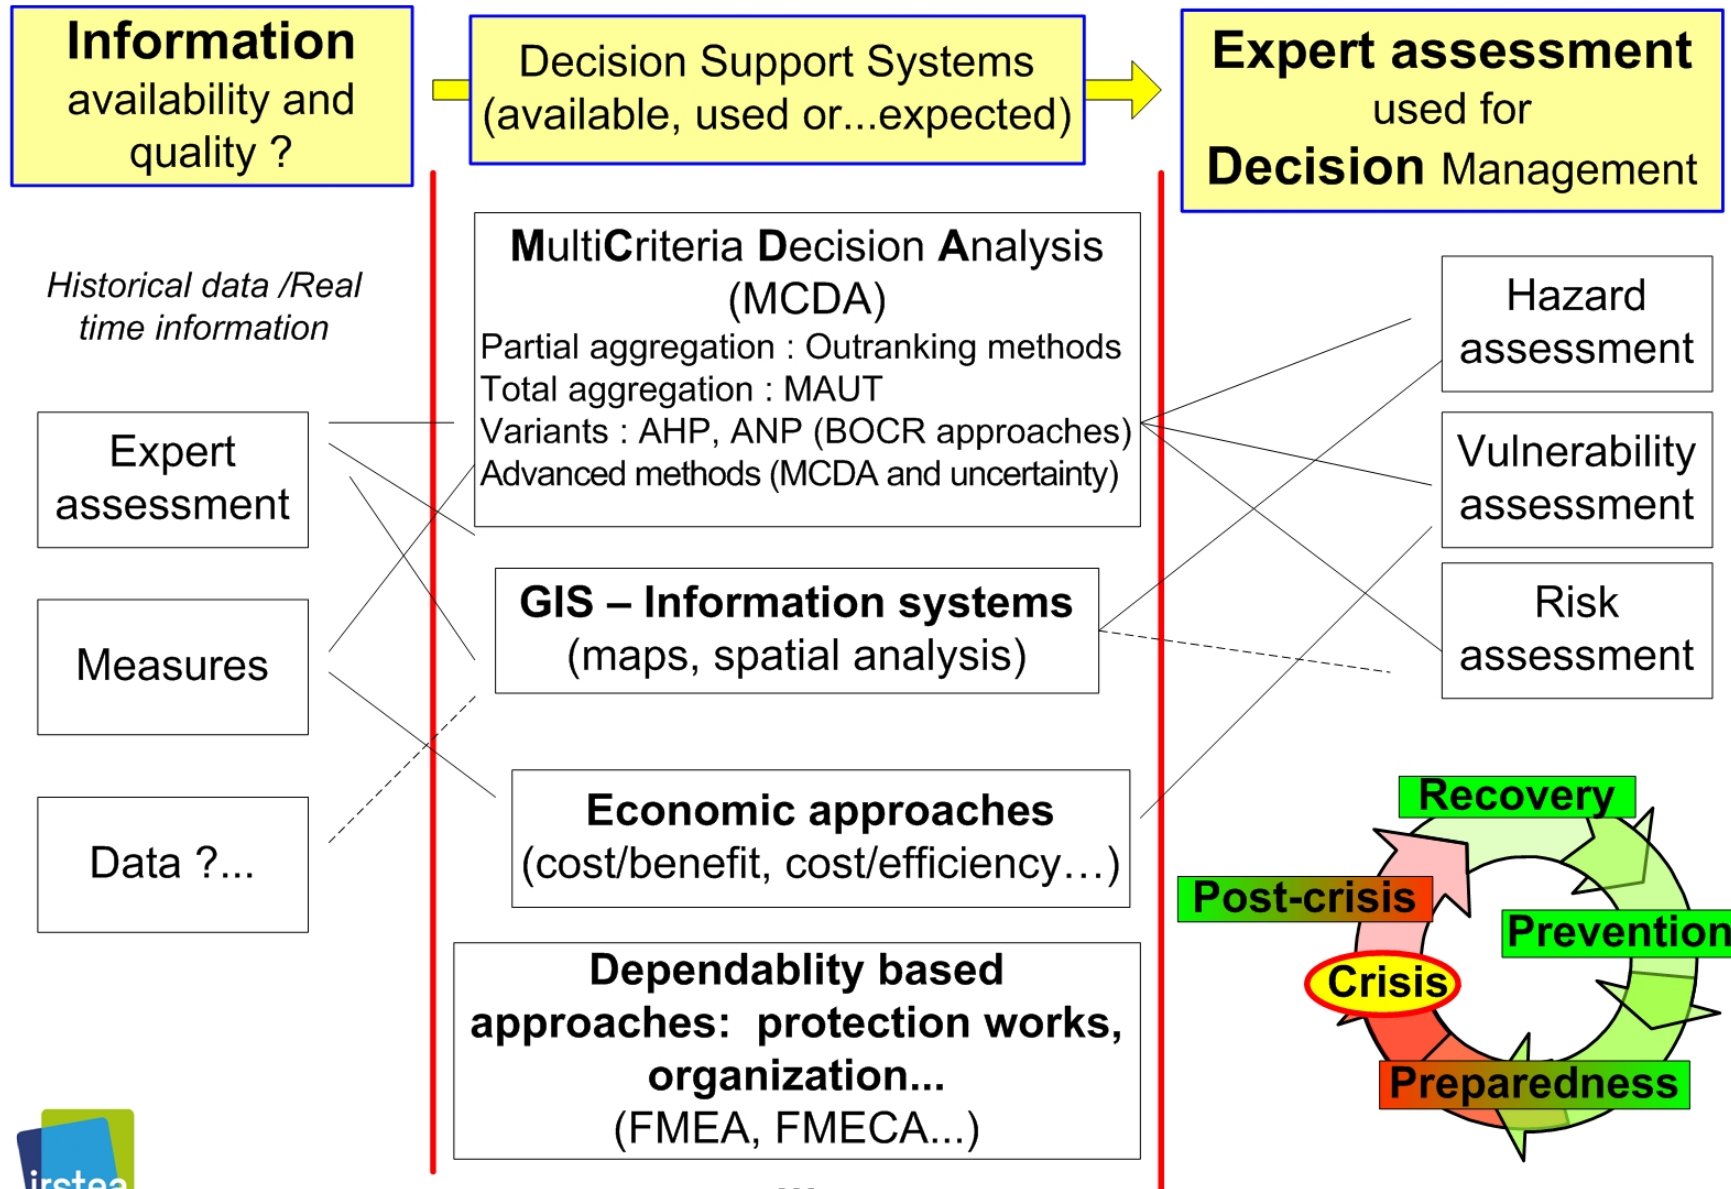 Information
availability and
quality ?
Decision Support Systems
(available, used or...expected)
Expert assessment
used for
Decision Management
Historical data /Real
time information
Expert
assessment
Measures
Data ?...
MultiCriteria Decision Analysis
(MCDA)
Partial aggregation : Outranking methods
Total aggregation : MAUT
Variants : AHP, ANP (BOCR approaches)
Advanced methods (MCDA and uncertainty)
GIS – Information systems
(maps, spatial analysis)
Economic approaches
(cost/benefit, cost/efficiency…)
Dependablity based
approaches: protection works,
organization...
(FMEA, FMECA...)
...
Hazard
assessment
Vulnerability
assessment
Risk
assessment
Recovery
Post-crisis
Prevention
Crisis
Preparedness
irstea